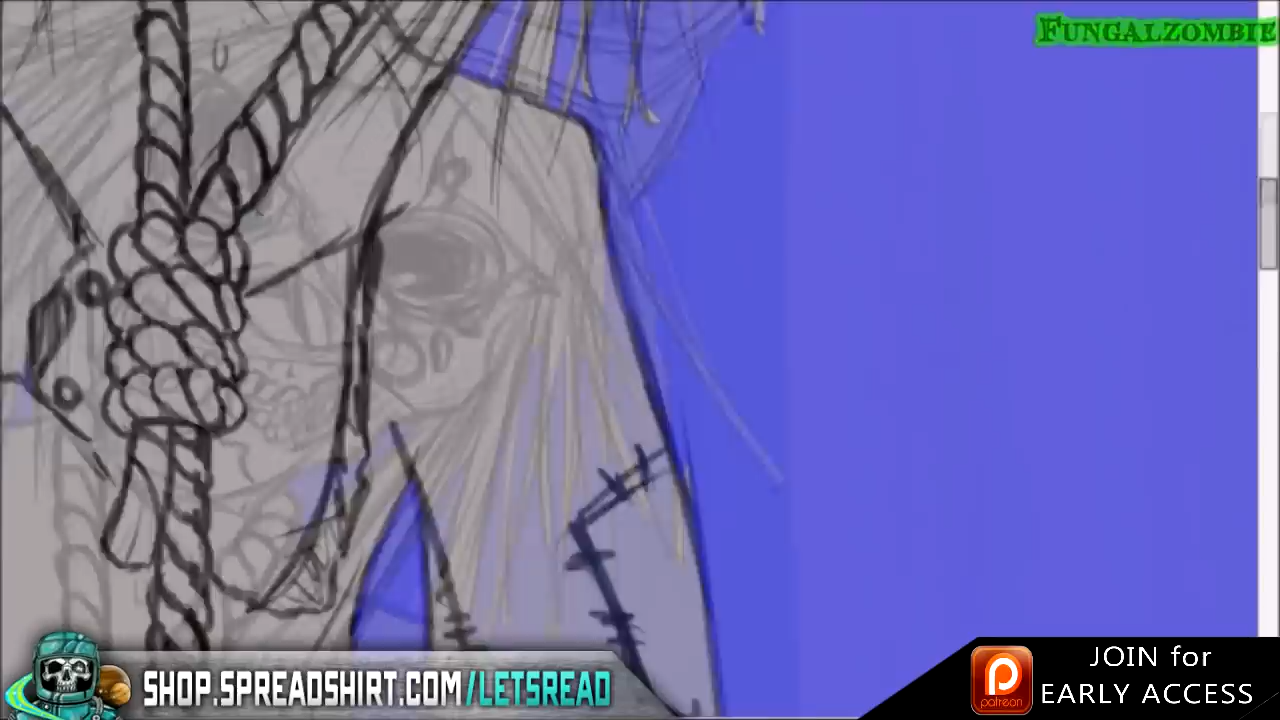 FUNGALZOMBIE
SHOP.SPREADSHIRT.COM/LETSREAD
JOIN for
EARLY ACCESS
patreon